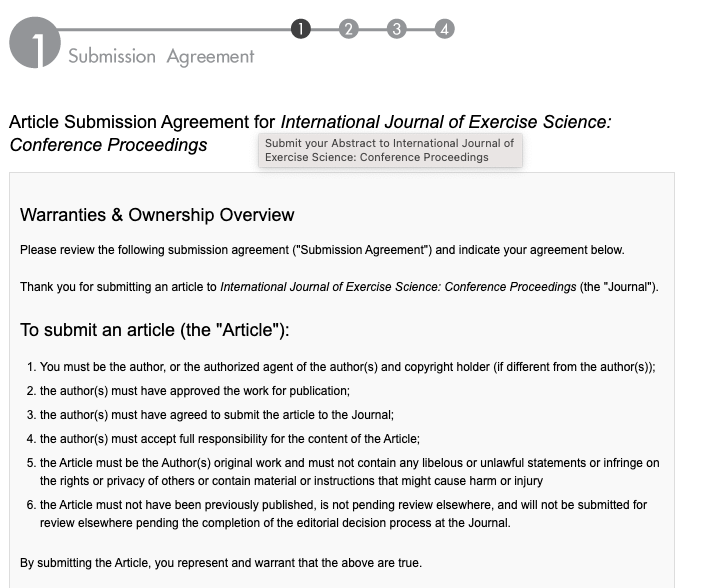 1
1 2 3 4
Submission Agreement
Article Submission Agreement for International Journal of Exercise Science:
Conference Proceedings
Submit your Abstract to International Journal of
Exercise Science: Conference Proceedings
Warranties & Ownership Overview
Please review the following submission agreement ("Submission Agreement") and indicate your agreement below.
Thank you for submitting an article to International Journal of Exercise Science: Conference Proceedings (the "Journal").
To submit an article (the "Article"):
1. You must be the author, or the authorized agent of the author(s) and copyright holder (if different from the author(s));
2. the author(s) must have approved the work for publication;
3. the author(s) must have agreed to submit the article to the Journal;
4. the author(s) must accept full responsibility for the content of the Article;
5. the Article must be the Author(s) original work and must not contain any libelous or unlawful statements or infringe on
the rights or privacy of others or contain material or instructions that might cause harm or injury
6. the Article must not have been previously published, is not pending review elsewhere, and will not be submitted for
review elsewhere pending the completion of the editorial decision process at the Journal.
By submitting the Article, you represent and warrant that the above are true.